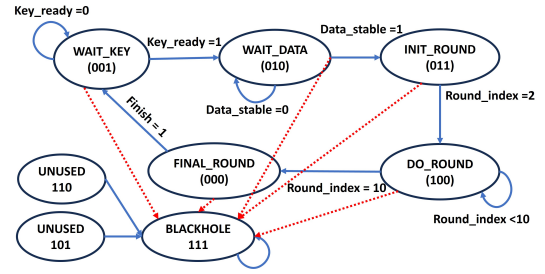 Key_ready =0
WAIT_KEY
(001)
Key_ready =1
WAIT_DATA
(010)
Data_stable =0
Data_stable =1
INIT_ROUND
(011)
Round_index =2
Finish = 1
FINAL_ROUND
(000)
Round_index = 10
DO_ROUND
(100)
Round_index <10
UNUSED
110
UNUSED
101
BLACKHOLE
111